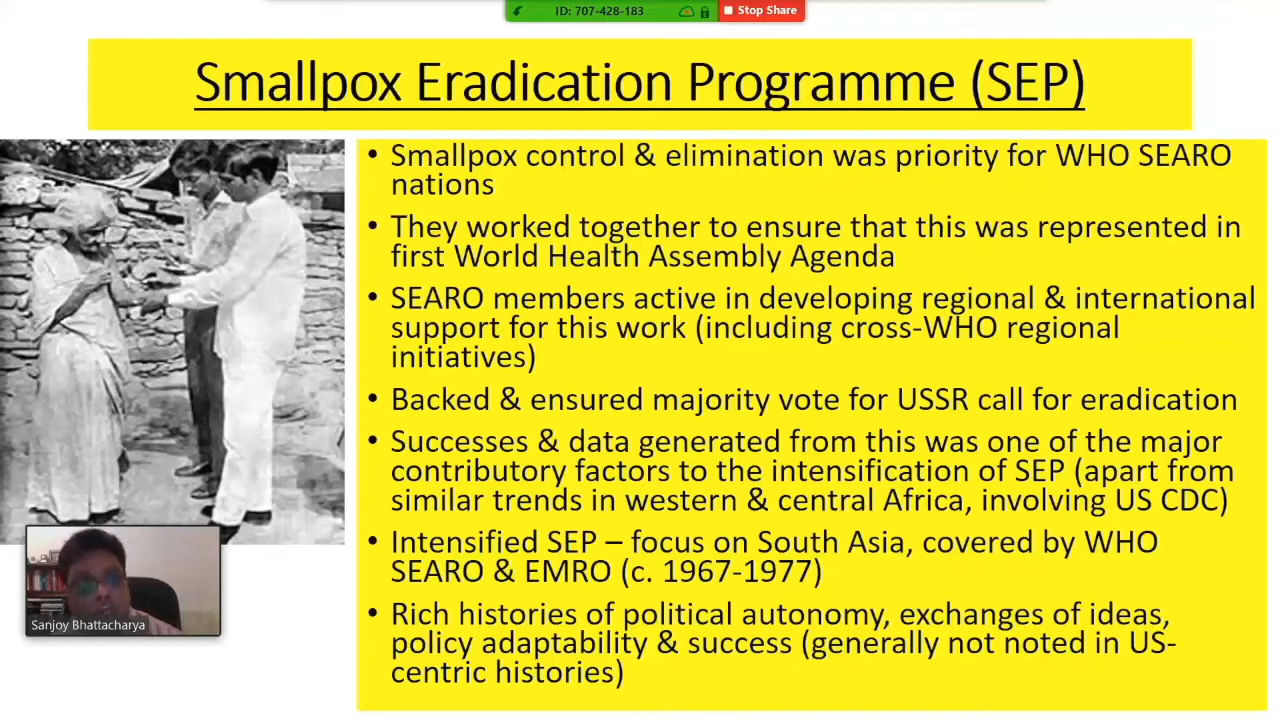 ID: 707-428-183
Stop Share
Smallpox Eradication Programme (SEP)
• Smallpox control & elimination was priority for WHO SEARO
nations
• They worked together to ensure that this was represented in
first World Health Assembly Agenda
• SEARO members active in developing regional & international
support for this work (including cross-WHO regional
initiatives)
• Backed & ensured majority vote for USSR call for eradication
• Successes & data generated from this was one of the major
contributory factors to the intensification of SEP (apart from
similar trends in western & central Africa, involving US CDC)
• Intensified SEP – focus on South Asia, covered by WHO
SEARO & EMRO (c. 1967-1977)
• Rich histories of political autonomy, exchanges of ideas,
policy adaptability & success (generally not noted in US-
centric histories)
Sanjoy Bhattacharya